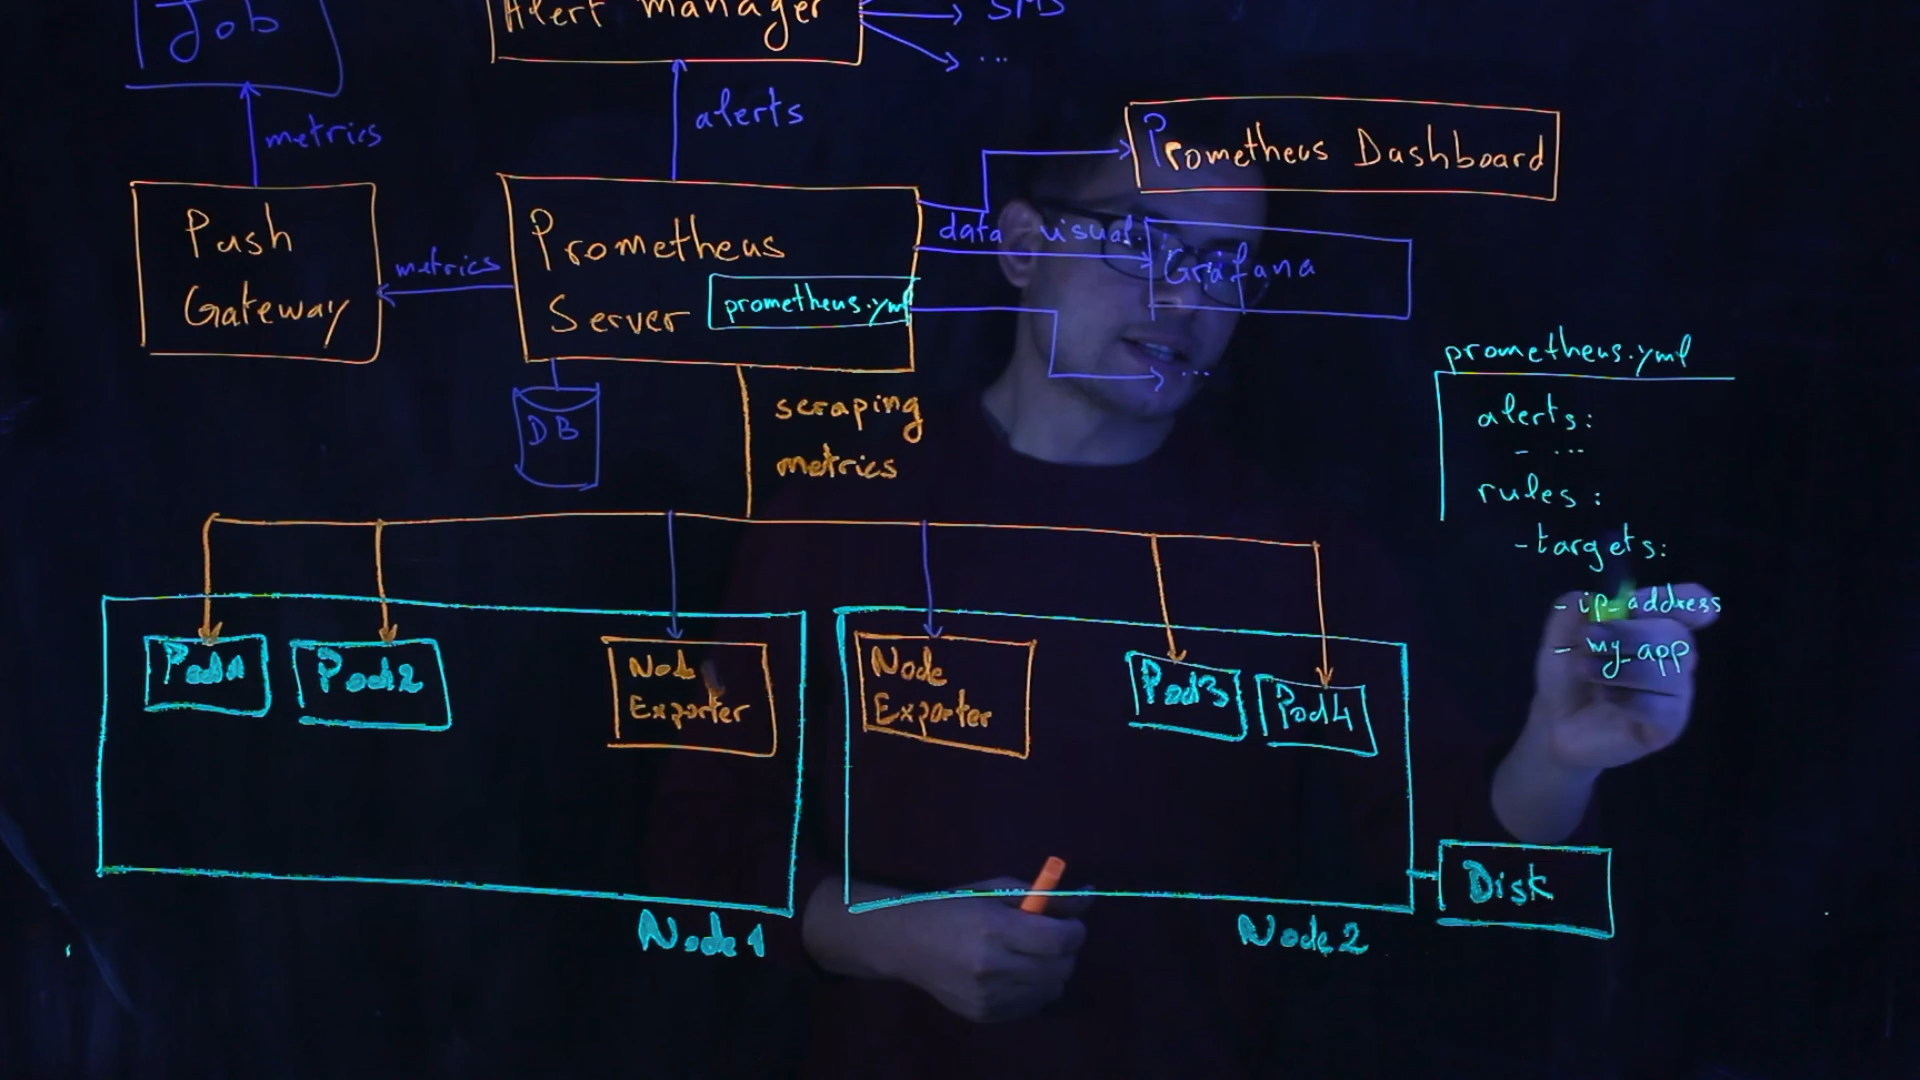 Job
Alert Manager
SMS
...
metrics
alerts
Prometheus Dashboard
Push
Gateway
metrics
Prometheus
Server
prometheus.yml
data visual.
Grafana
...
DB
scraping
metrics
prometheus.yml
alerts:
- ...
rules:
- targets:
- ip_address
- my_app
Pod1
Pod2
Node
Exporter
Node
Exporter
Pod3
Pod4
Disk
Node1
Node2